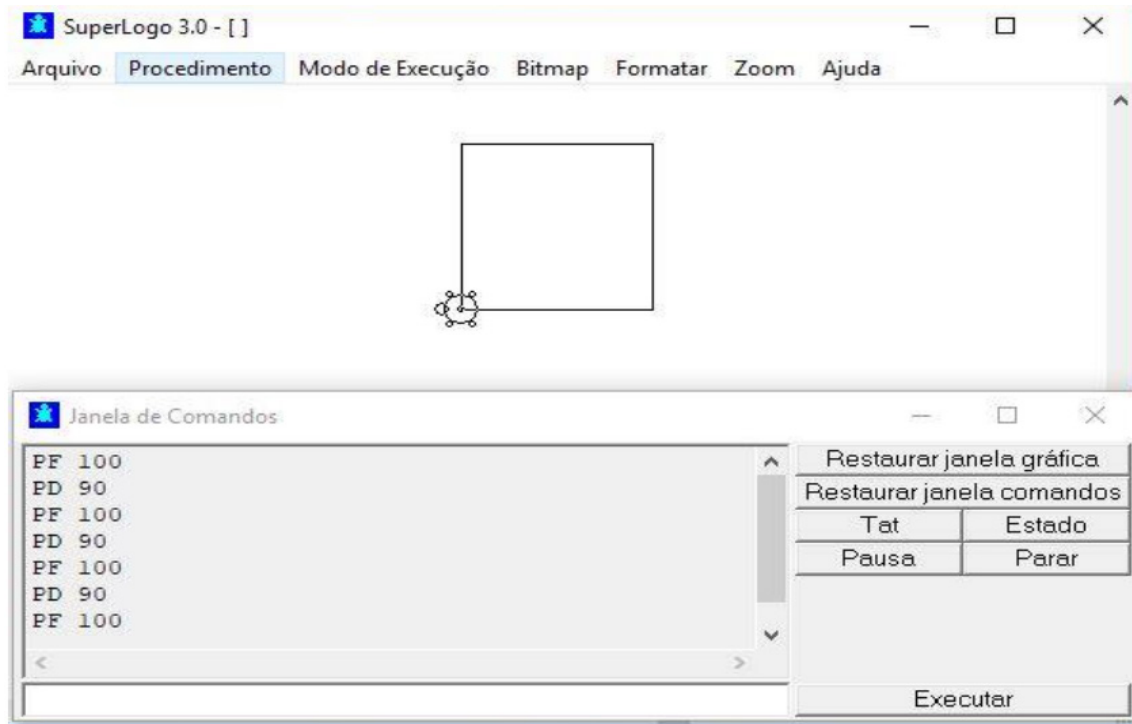 SuperLogo 3.0 - [ ]
Arquivo Procedimento Modo de Execução Bitmap Formatar Zoom Ajuda
Janela de Comandos
PF 100
PD 90
PF 100
PD 90
PF 100
PD 90
PF 100
Restaurar janela gráfica
Restaurar janela comandos
Tat Estado
Pausa Parar
Executar